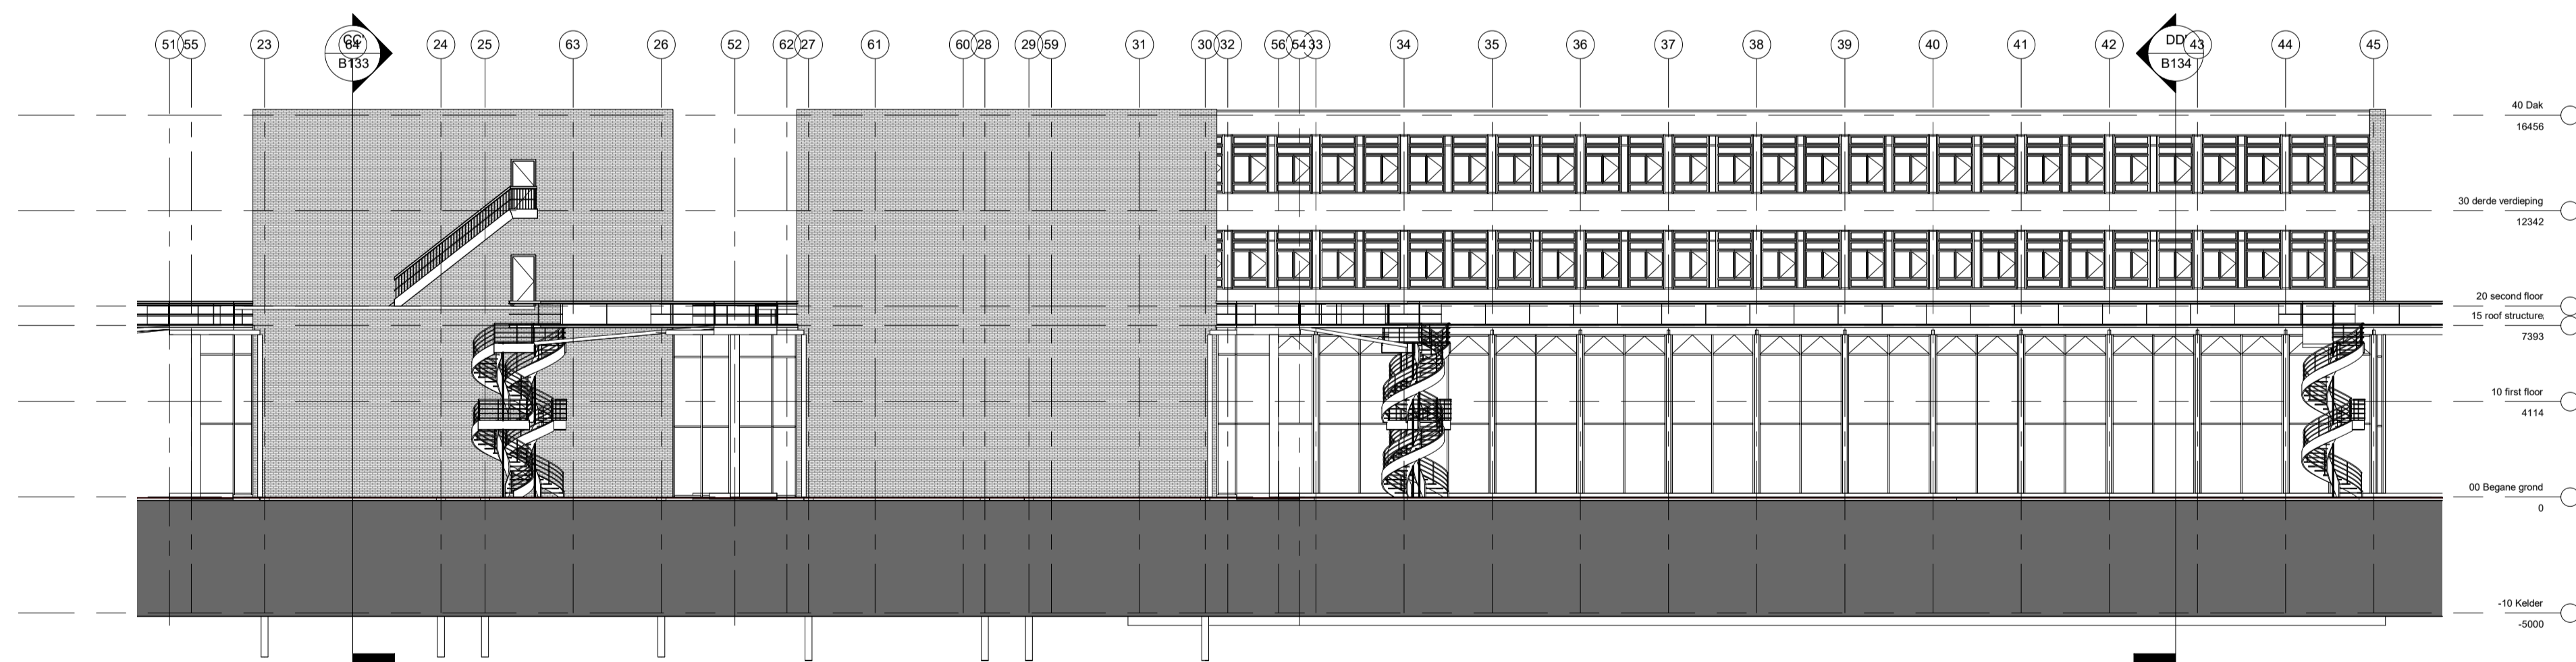 51 55 23 64 24 25 63 26 52 62 27 61 60 28 29 59 31 30 32 56 54 33 34 35 36 37 38 39 40 41 42 43 44 45
CC'
B133
DD'
B134
40 Dak
16456
30 derde verdieping
12342
20 second floor
15 roof structure
7393
10 first floor
4114
00 Begane grond
0
-10 Kelder
-5000